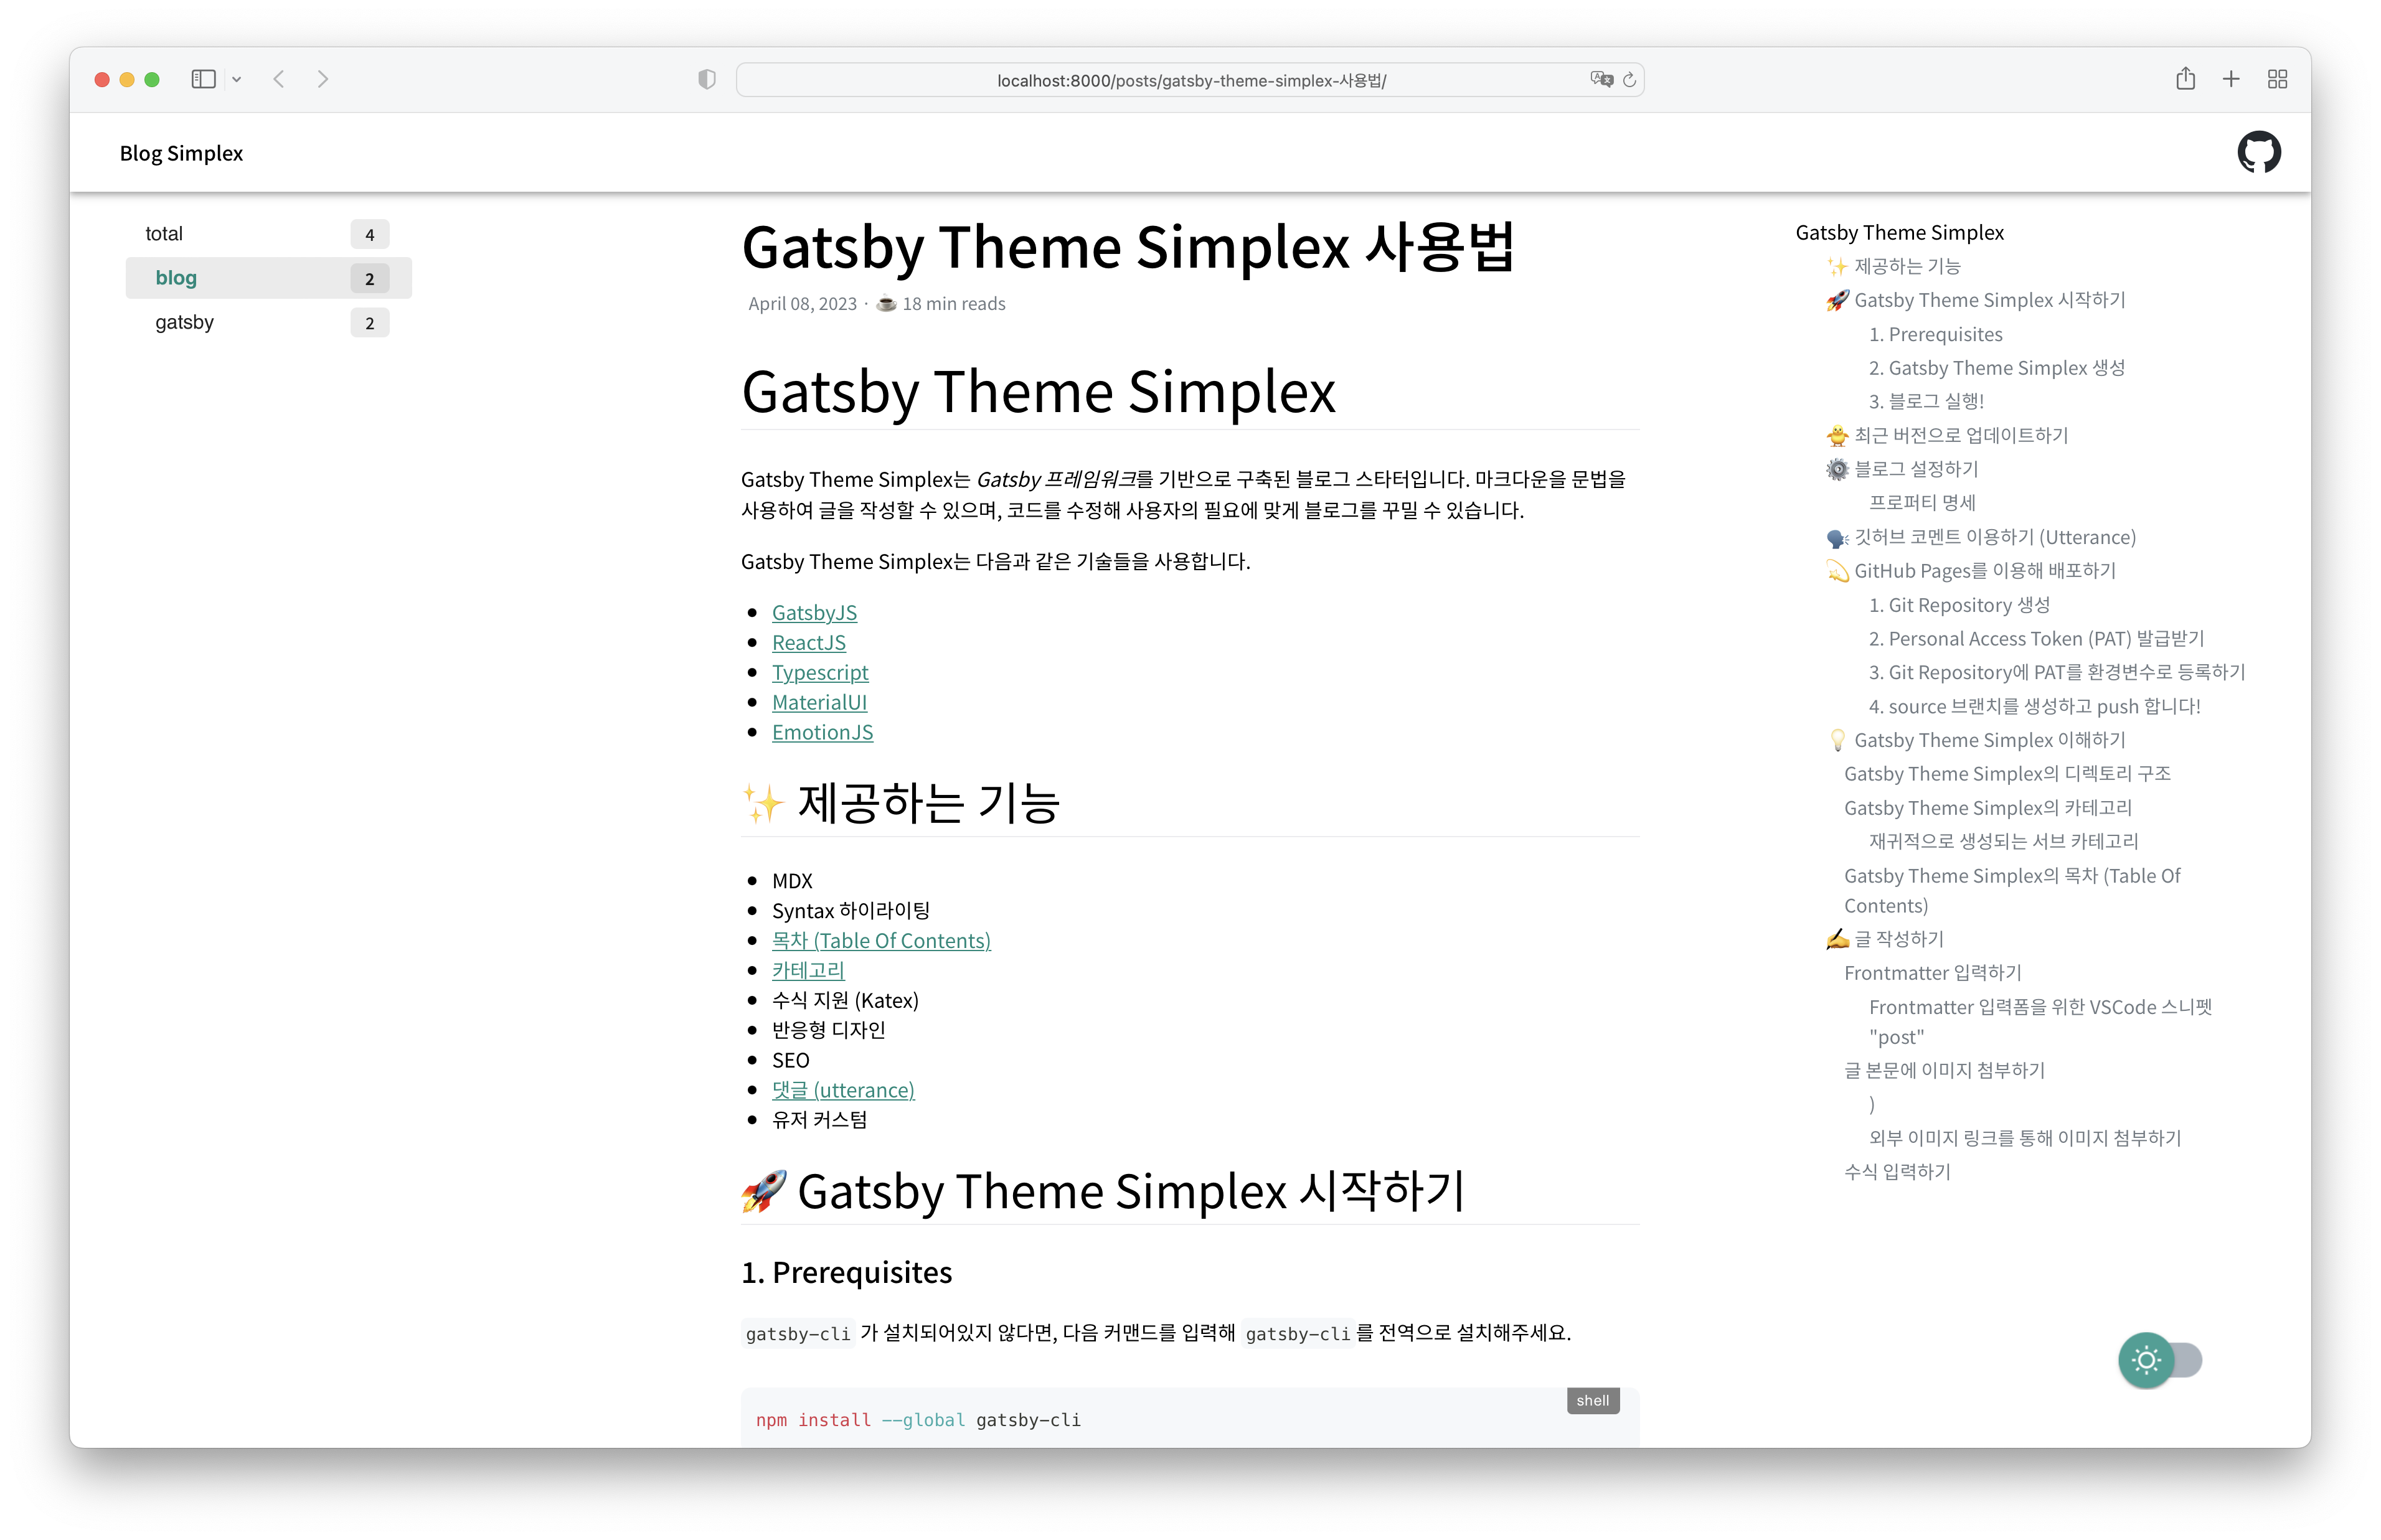 localhost:8000/posts/gatsby-theme-simplex-사용법/
Blog Simplex
total 4
blog 2
gatsby 2
Gatsby Theme Simplex 사용법
April 08, 2023 · ☕ 18 min reads
Gatsby Theme Simplex
Gatsby Theme Simplex는 Gatsby 프레임워크를 기반으로 구축된 블로그 스타터입니다. 마크다운을 문법을
사용하여 글을 작성할 수 있으며, 코드를 수정해 사용자의 필요에 맞게 블로그를 꾸밀 수 있습니다.
Gatsby Theme Simplex는 다음과 같은 기술들을 사용합니다.
• GatsbyJS
• ReactJS
• Typescript
• MaterialUI
• EmotionJS
✨ 제공하는 기능
• MDX
• Syntax 하이라이팅
• 목차 (Table Of Contents)
• 카테고리
• 수식 지원 (Katex)
• 반응형 디자인
• SEO
• 댓글 (utterance)
• 유저 커스텀
🚀 Gatsby Theme Simplex 시작하기
1. Prerequisites
gatsby-cli 가 설치되어있지 않다면, 다음 커맨드를 입력해 gatsby-cli 를 전역으로 설치해주세요.
shell
npm install --global gatsby-cli
Gatsby Theme Simplex
✨ 제공하는 기능
🚀 Gatsby Theme Simplex 시작하기
1. Prerequisites
2. Gatsby Theme Simplex 생성
3. 블로그 실행!
🐥 최근 버전으로 업데이트하기
⚙️ 블로그 설정하기
프로퍼티 명세
🗣 깃허브 코멘트 이용하기 (Utterance)
💫 GitHub Pages를 이용해 배포하기
1. Git Repository 생성
2. Personal Access Token (PAT) 발급받기
3. Git Repository에 PAT를 환경변수로 등록하기
4. source 브랜치를 생성하고 push 합니다!
💡 Gatsby Theme Simplex 이해하기
Gatsby Theme Simplex의 디렉토리 구조
Gatsby Theme Simplex의 카테고리
재귀적으로 생성되는 서브 카테고리
Gatsby Theme Simplex의 목차 (Table Of
Contents)
✍️ 글 작성하기
Frontmatter 입력하기
Frontmatter 입력폼을 위한 VSCode 스니펫
"post"
글 본문에 이미지 첨부하기
)
외부 이미지 링크를 통해 이미지 첨부하기
수식 입력하기